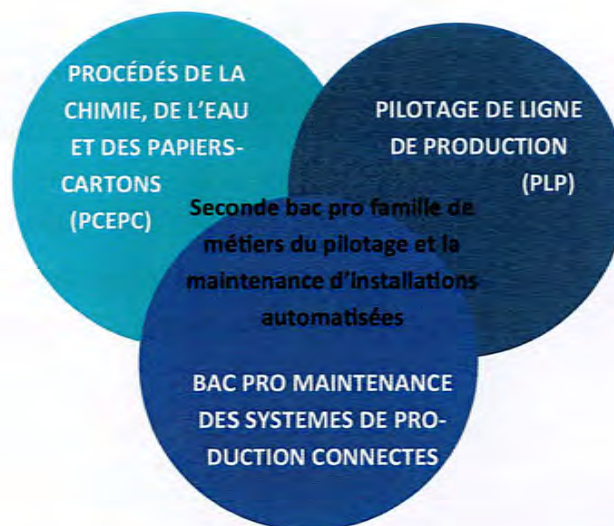 PROCÉDÉS DE LA
CHIMIE, DE L'EAU
ET DES PAPIERS-
CARTONS
(PCEPC)
PILOTAGE DE LIGNE
DE PRODUCTION
(PLP)
Seconde bac pro famille de
métiers du pilotage et la
maintenance d'installations
automatisées
BAC PRO MAINTENANCE
DES SYSTEMES DE PRO-
DUCTION CONNECTES